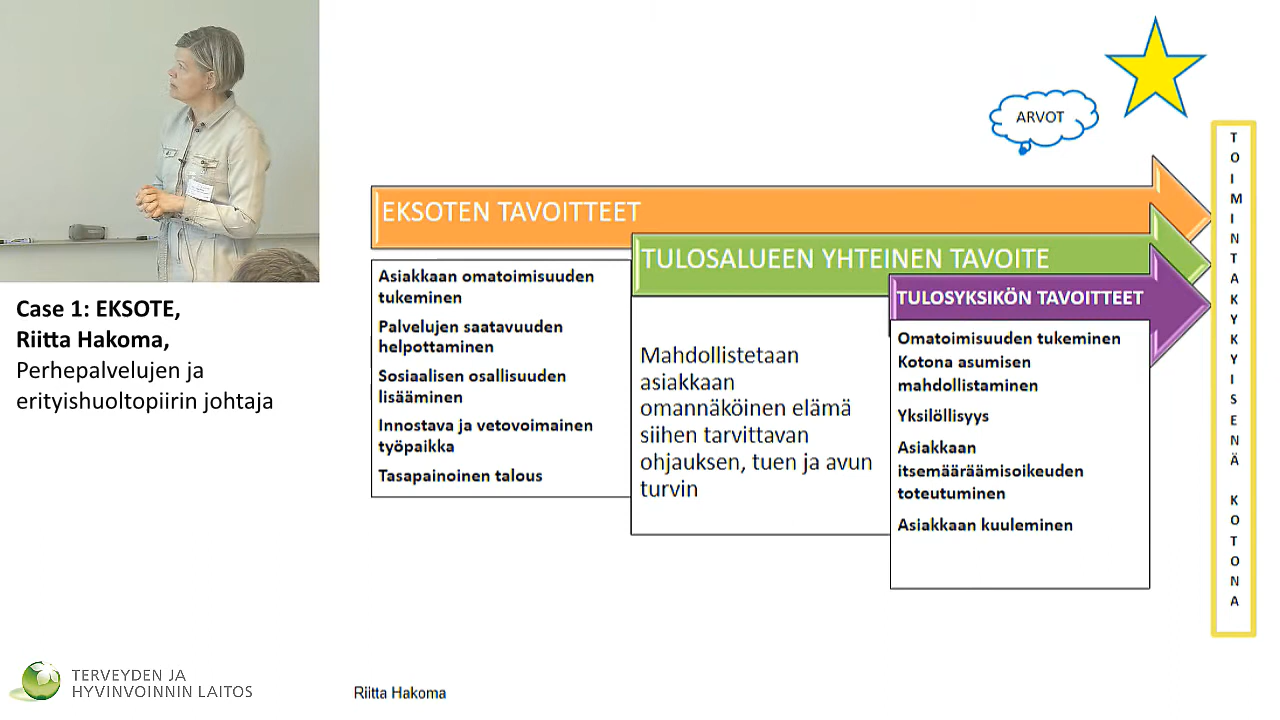 Case 1: EKSOTE,
Riitta Hakoma,
Perhepalvelujen ja
erityishuoltopiirin johtaja
ARVOT
EKSOTEN TAVOITTEET
Asiakkaan omatoimisuuden
tukeminen
Palvelujen saatavuuden
helpottaminen
Sosiaalisen osallisuuden
lisääminen
Innostava ja vetovoimainen
työpaikka
Tasapainoinen talous
TULOSALUEEN YHTEINEN TAVOITE
Mahdollistetaan
asiakkaan
omannäköinen elämä
siihen tarvittavan
ohjauksen, tuen ja avun
turvin
TULOSYKSIKÖN TAVOITTEET
Omatoimisuuden tukeminen
Kotona asumisen
mahdollistaminen
Yksilöllisyys
Asiakkaan
itsemääräämisoikeuden
toteutuminen
Asiakkaan kuuleminen
TOIMINTAKYKYISENÄ KOTONA
TERVEYDEN JA
HYVINVOINNIN LAITOS
Riitta Hakoma